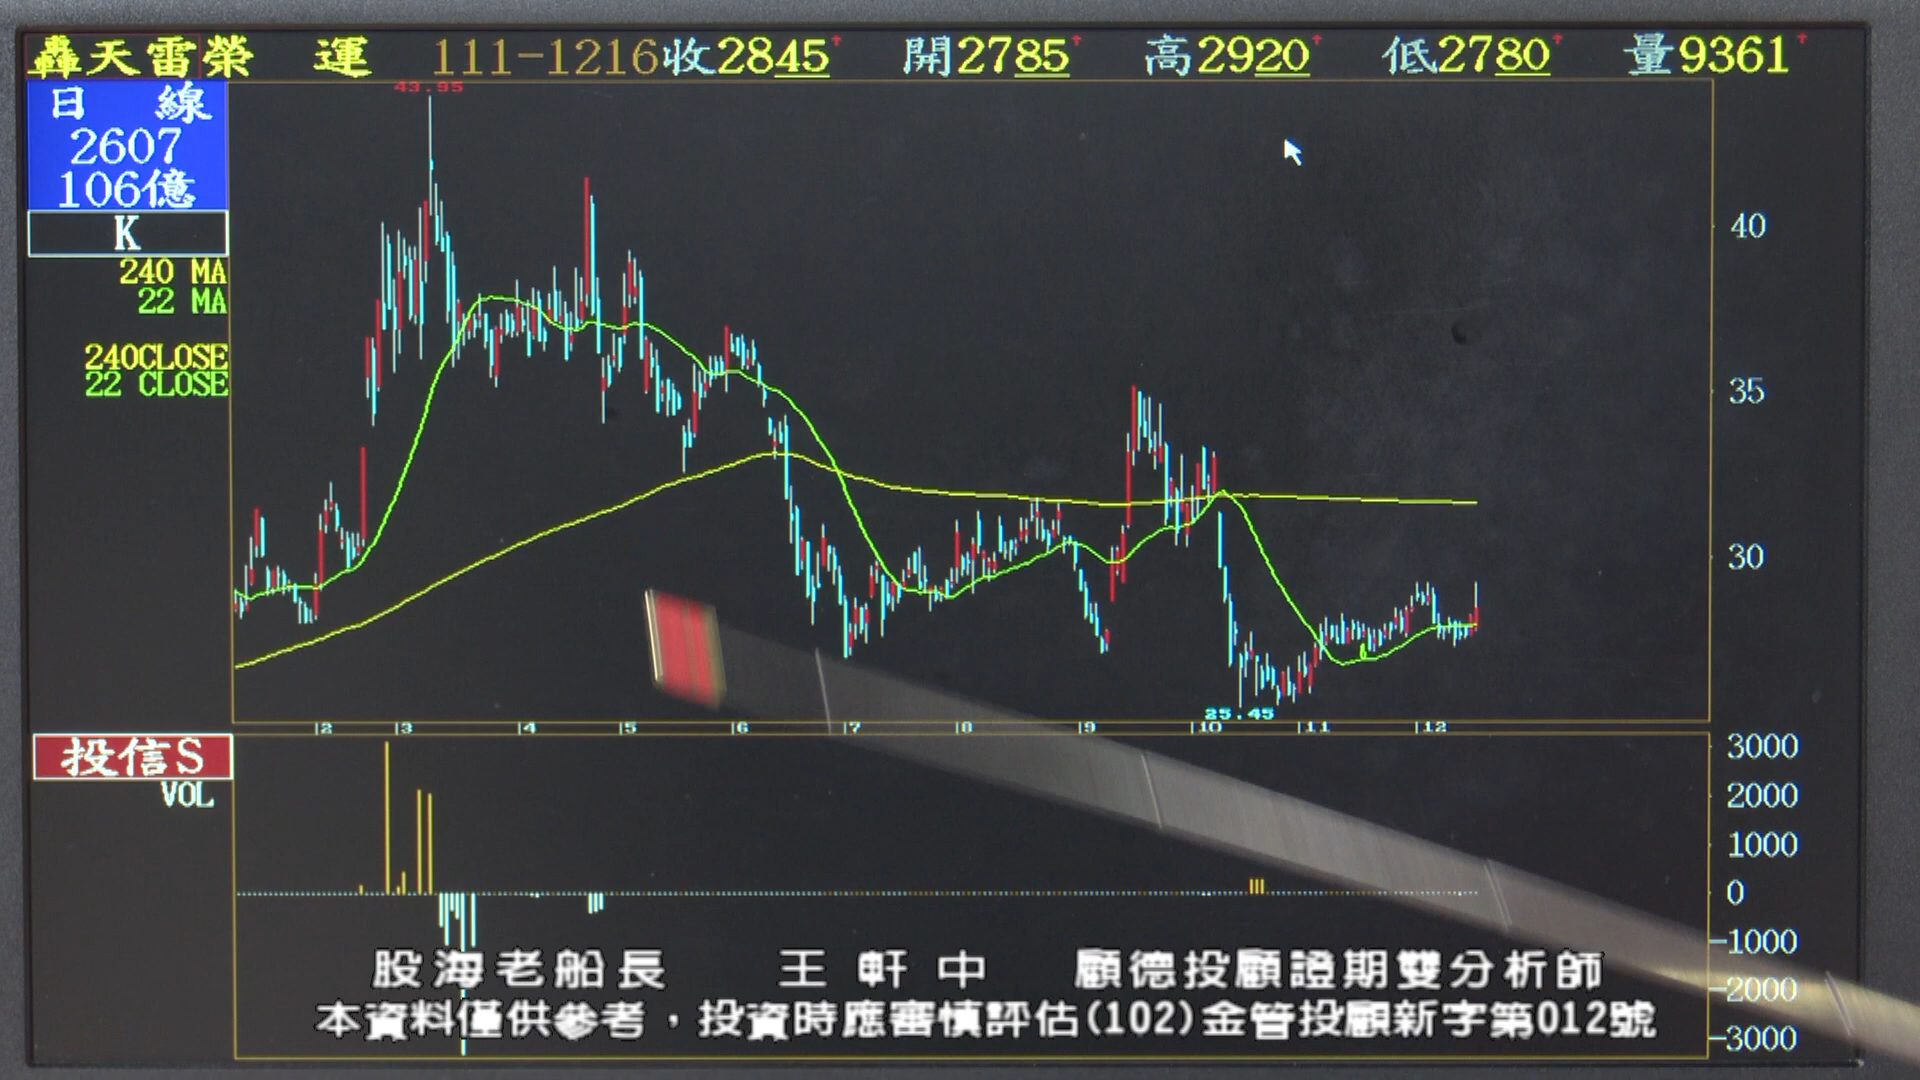 轟天雷榮 運 111-1216收2845 開2785 高2920 低2780 量9361
日 線
2607
106億
K
240 MA
22 MA
240CLOSE
22 CLOSE
43.95
40
35
30
25.45
2 3 4 5 6 7 8 9 10 11 12
投信S
VOL
3000
2000
1000
0
-1000
-2000
-3000
股海老船長 王軒中 顧德投顧證期雙分析師
本資料僅供參考，投資時應審慎評估(102)金管投顧新字第012號